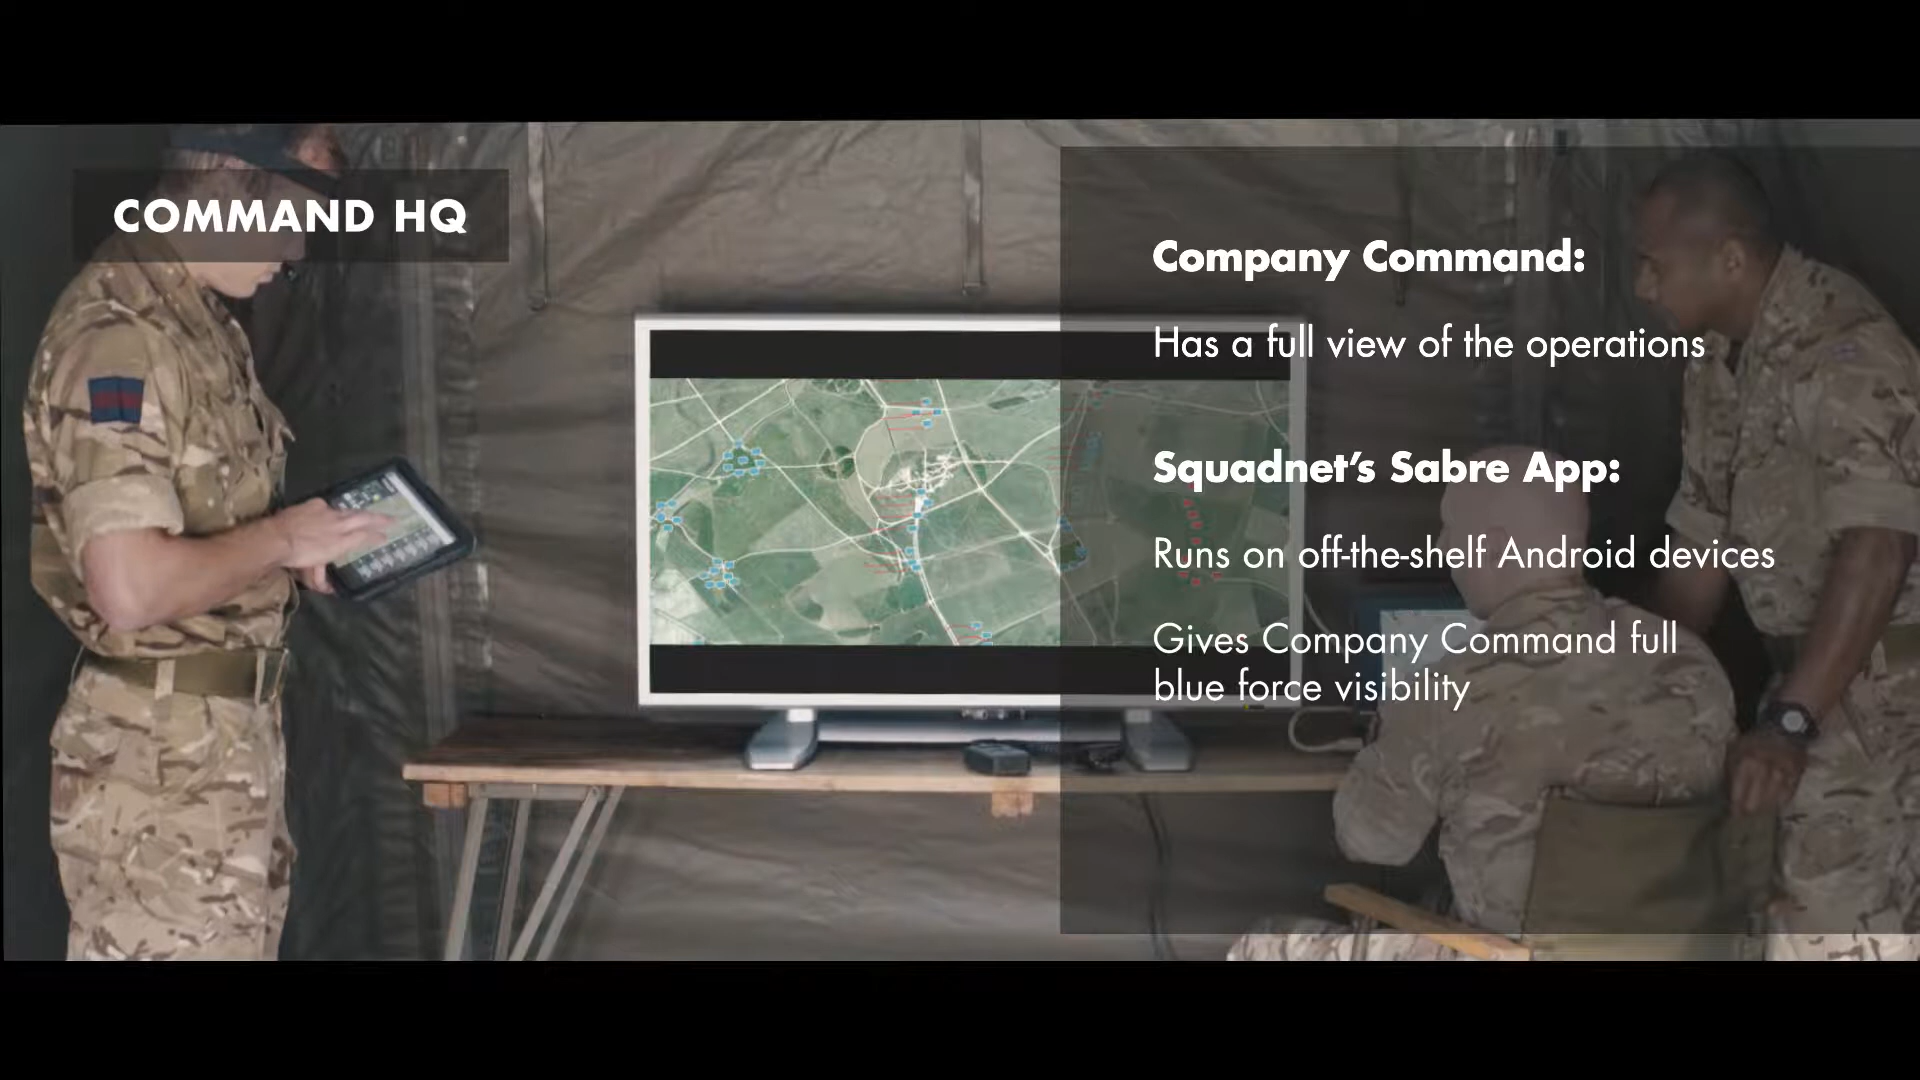 COMMAND HQ
Company Command:
Has a full view of the operations
Squadnet's Sabre App:
Runs on off-the-shelf Android devices
Gives Company Command full
blue force visibility